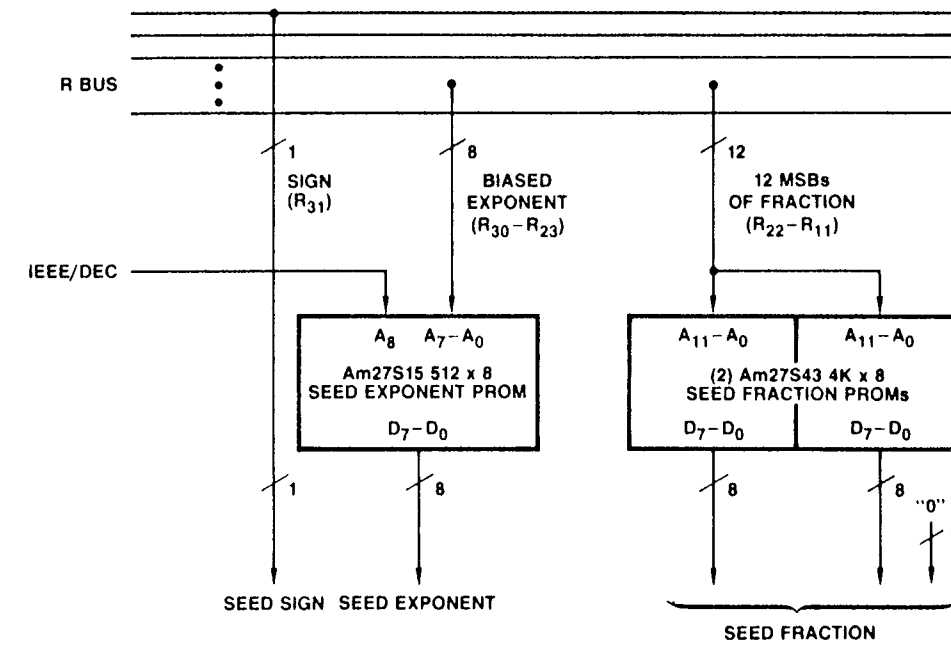 R BUS
1
8
12
SIGN
(R31)
BIASED
EXPONENT
(R30–R23)
12 MSBs
OF FRACTION
(R22–R11)
IEEE/DEC
A8 A7–A0
Am27S15 512 x 8
SEED EXPONENT PROM
D7–D0
A11–A0 A11–A0
(2) Am27S43 4K x 8
SEED FRACTION PROMs
D7–D0 D7–D0
1
8
8
8
"0"
SEED SIGN SEED EXPONENT
SEED FRACTION